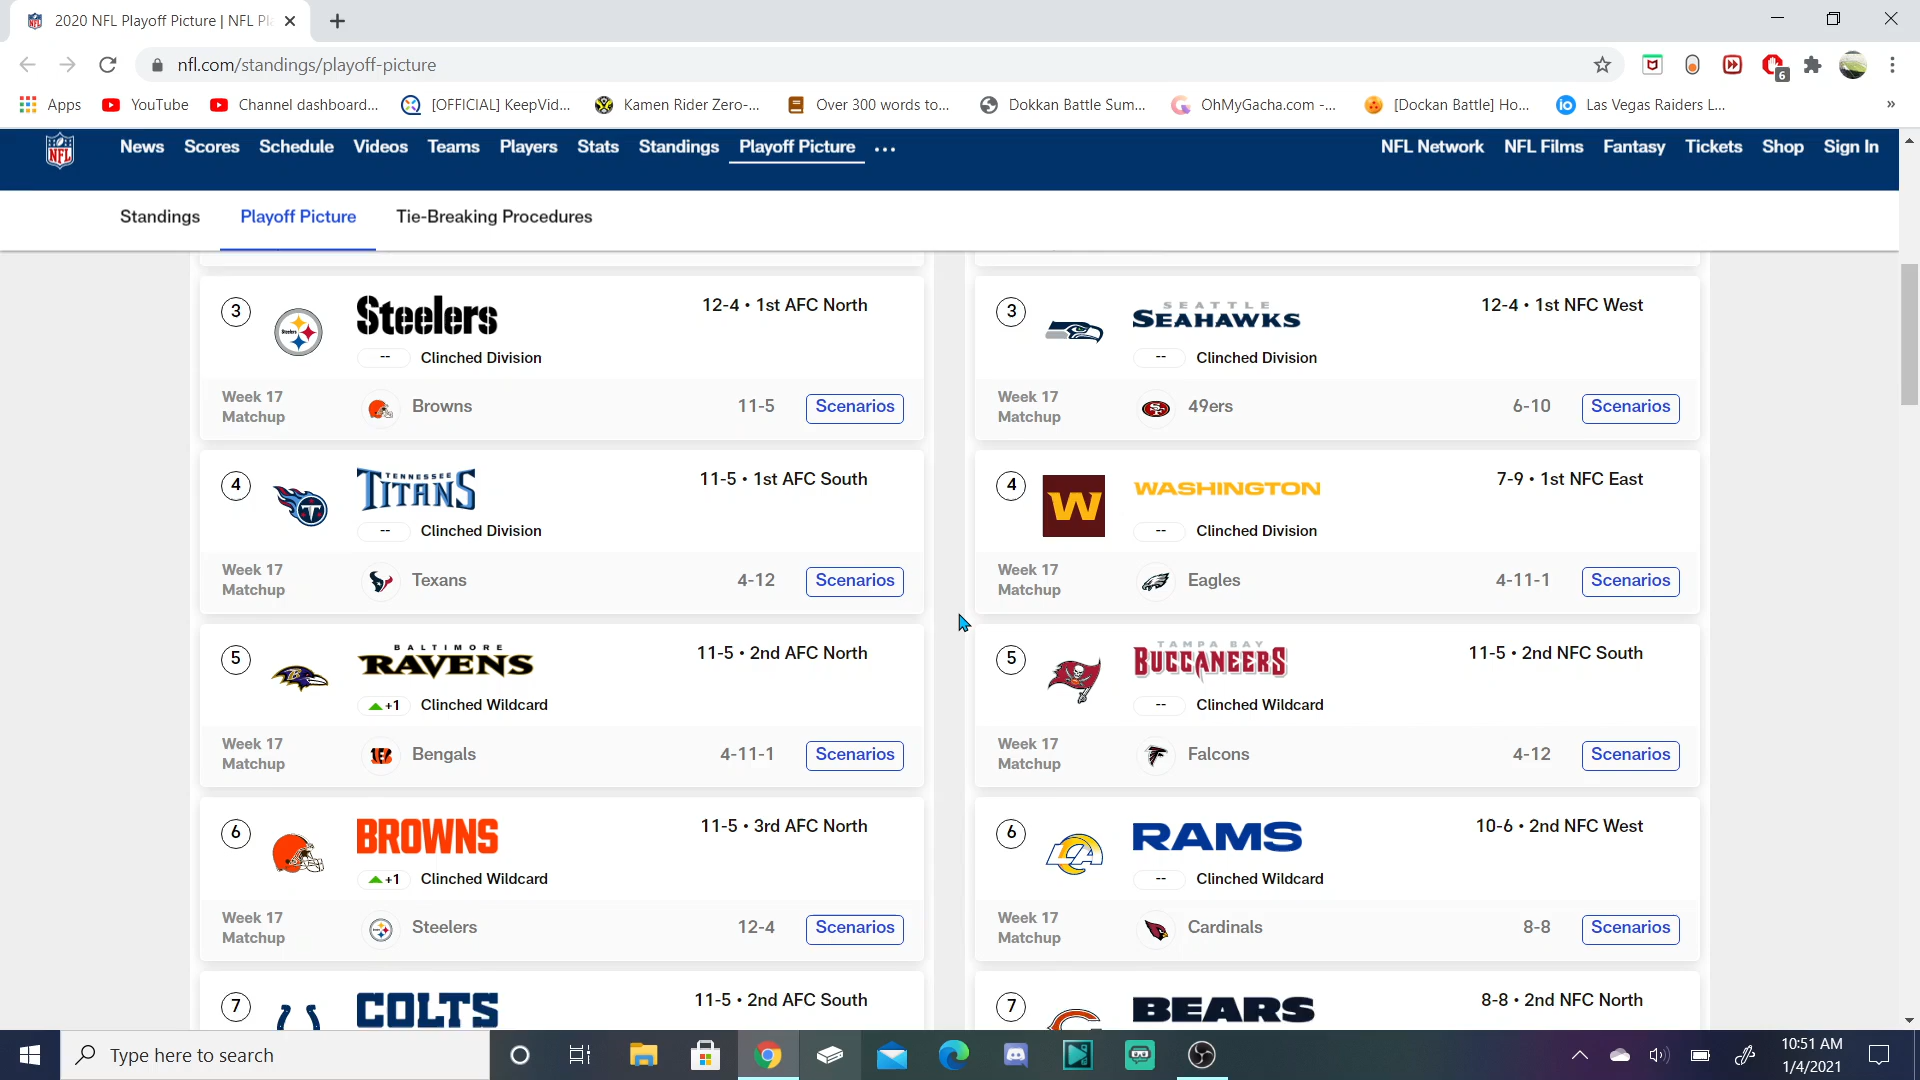 2020 NFL Playoff Picture | NFL Pl
nfl.com/standings/playoff-picture
6
Apps
YouTube
Channel dashboard...
[OFFICIAL] KeepVid...
Kamen Rider Zero-...
Over 300 words to...
Dokkan Battle Sum...
OhMyGacha.com -...
[Dockan Battle] Ho...
Las Vegas Raiders L...
»
NFL
News
Scores
Schedule
Videos
Teams
Players
Stats
Standings
Playoff Picture
...
NFL Network
NFL Films
Fantasy
Tickets
Shop
Sign In
Standings
Playoff Picture
Tie-Breaking Procedures
3
Steelers
Steelers
12-4 • 1st AFC North
-- Clinched Division
Week 17
Matchup
Browns
11-5
Scenarios
4
TENNESSEE
TITANS
11-5 • 1st AFC South
-- Clinched Division
Week 17
Matchup
Texans
4-12
Scenarios
5
BALTIMORE
RAVENS
11-5 • 2nd AFC North
+1 Clinched Wildcard
Week 17
Matchup
Bengals
4-11-1
Scenarios
6
BROWNS
11-5 • 3rd AFC North
+1 Clinched Wildcard
Week 17
Matchup
Steelers
12-4
Scenarios
7
COLTS
11-5 • 2nd AFC South
3
SEATTLE
SEAHAWKS
12-4 • 1st NFC West
-- Clinched Division
Week 17
Matchup
49ers
6-10
Scenarios
4
W
WASHINGTON
7-9 • 1st NFC East
-- Clinched Division
Week 17
Matchup
Eagles
4-11-1
Scenarios
5
TAMPA BAY
BUCCANEERS
11-5 • 2nd NFC South
-- Clinched Wildcard
Week 17
Matchup
Falcons
4-12
Scenarios
6
LA
RAMS
10-6 • 2nd NFC West
-- Clinched Wildcard
Week 17
Matchup
Cardinals
8-8
Scenarios
7
BEARS
8-8 • 2nd NFC North
Type here to search
10:51 AM
1/4/2021